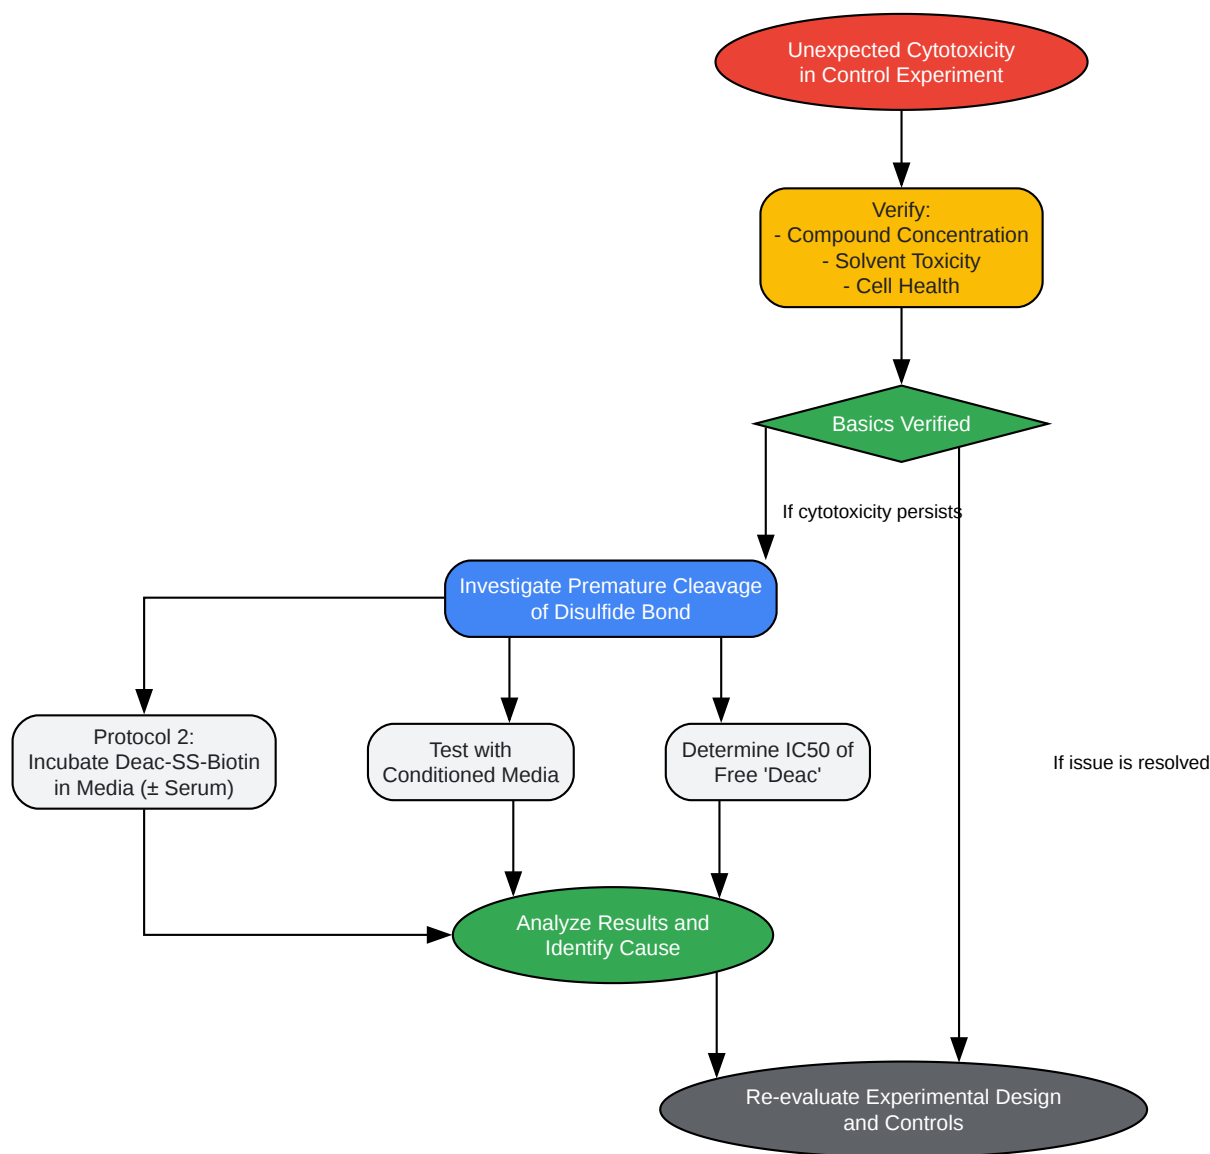 Unexpected Cytotoxicity
in Control Experiment
Verify:
- Compound Concentration
- Solvent Toxicity
- Cell Health
Basics Verified
If cytotoxicity persists
Investigate Premature Cleavage
of Disulfide Bond
Protocol 2:
Incubate Deac-SS-Biotin
in Media (± Serum)
Test with
Conditioned Media
Determine IC50 of
Free 'Deac'
If issue is resolved
Analyze Results and
Identify Cause
Re-evaluate Experimental Design
and Controls